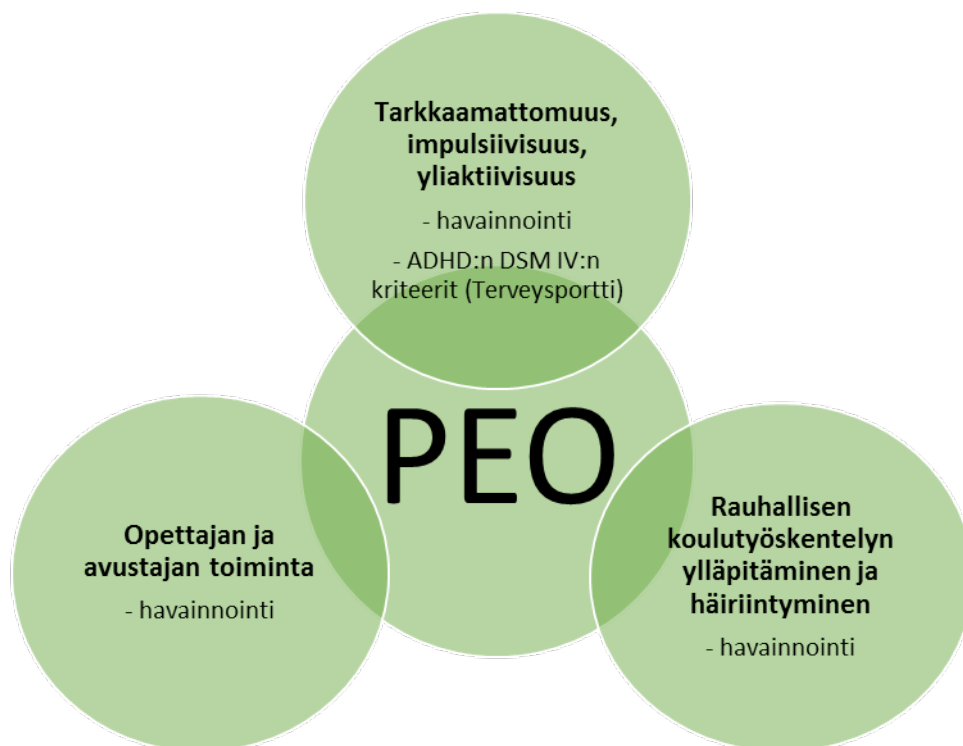 Tarkkaamattomuus,
impulsiivisuus,
yliaktiivisuus
- havainnointi
- ADHD:n DSM IV:n
kriteerit (Terveysportti)
PEO
Opettajan ja
avustajan toiminta
- havainnointi
Rauhallisen
koulutyöskentelyn
ylläpitäminen ja
häiriintyminen
- havainnointi